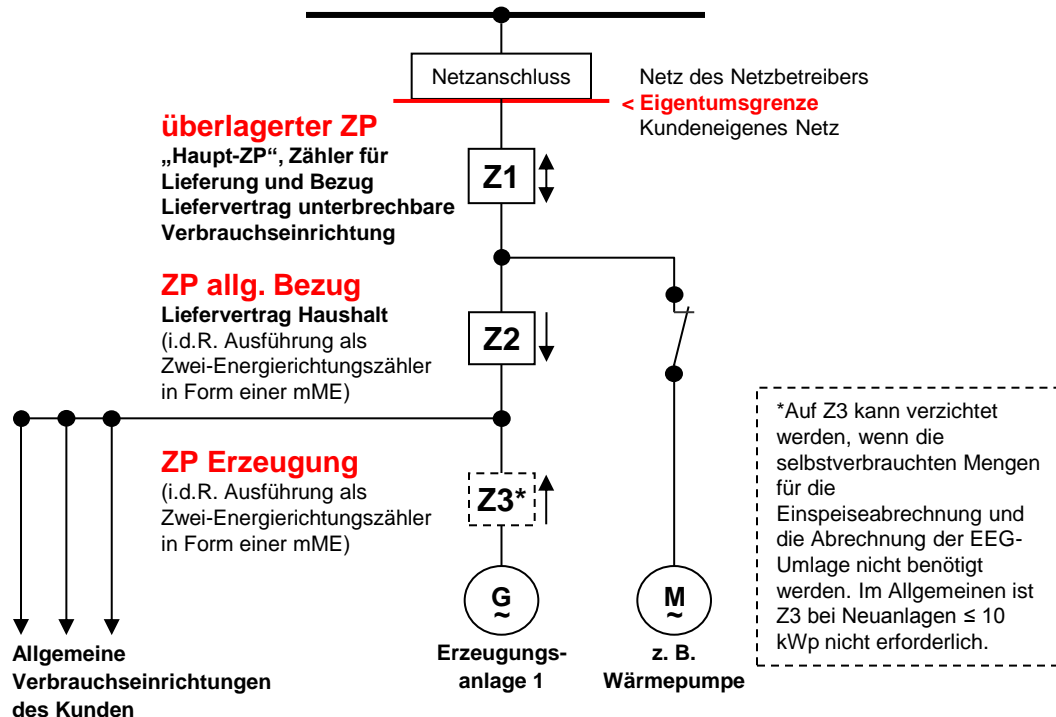 Netzanschluss
Netz des Netzbetreibers
< Eigentumsgrenze
Kundeneigenes Netz
überlagerter ZP
„Haupt-ZP“, Zähler für
Lieferung und Bezug
Liefervertrag unterbrechbare
Verbrauchseinrichtung
Z1
ZP allg. Bezug
Liefervertrag Haushalt
(i.d.R. Ausführung als
Zwei-Energierichtungszähler
in Form einer mME)
Z2
ZP Erzeugung
(i.d.R. Ausführung als
Zwei-Energierichtungszähler
in Form einer mME)
Z3*
*Auf Z3 kann verzichtet
werden, wenn die
selbstverbrauchten Mengen
für die
Einspeiseabrechnung und
die Abrechnung der EEG-
Umlage nicht benötigt
werden. Im Allgemeinen ist
Z3 bei Neuanlagen ≤ 10
kWp nicht erforderlich.
G
~
M
~
Allgemeine
Verbrauchseinrichtungen
des Kunden
Erzeugungs-
anlage 1
z. B.
Wärmepumpe